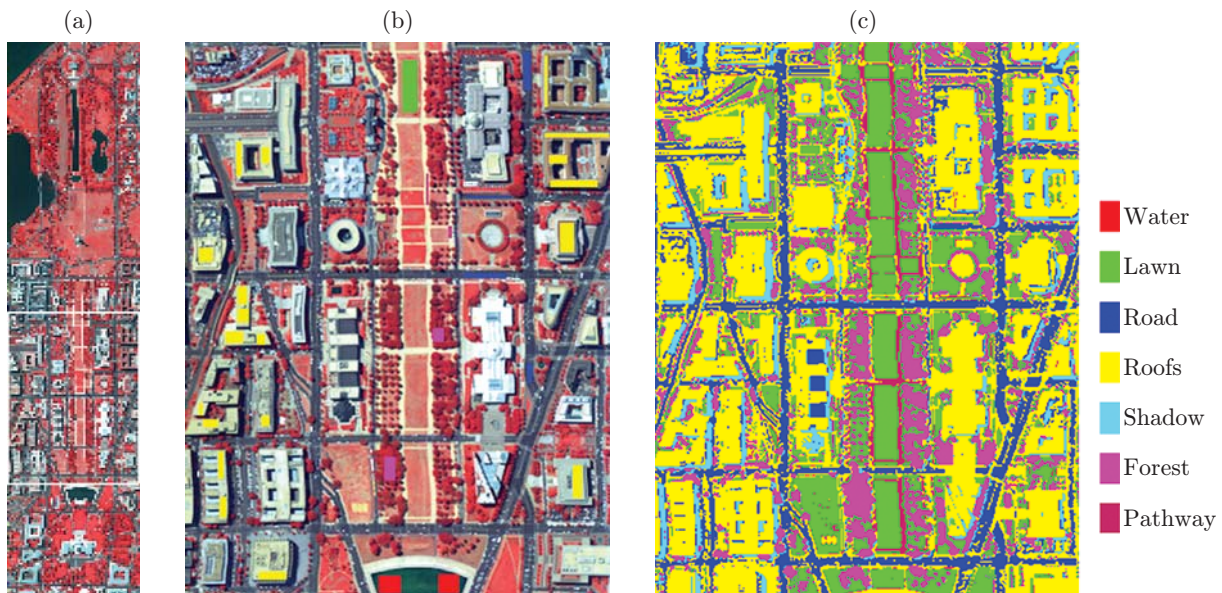 (a)
(b)
(c)
Water
Lawn
Road
Roofs
Shadow
Forest
Pathway